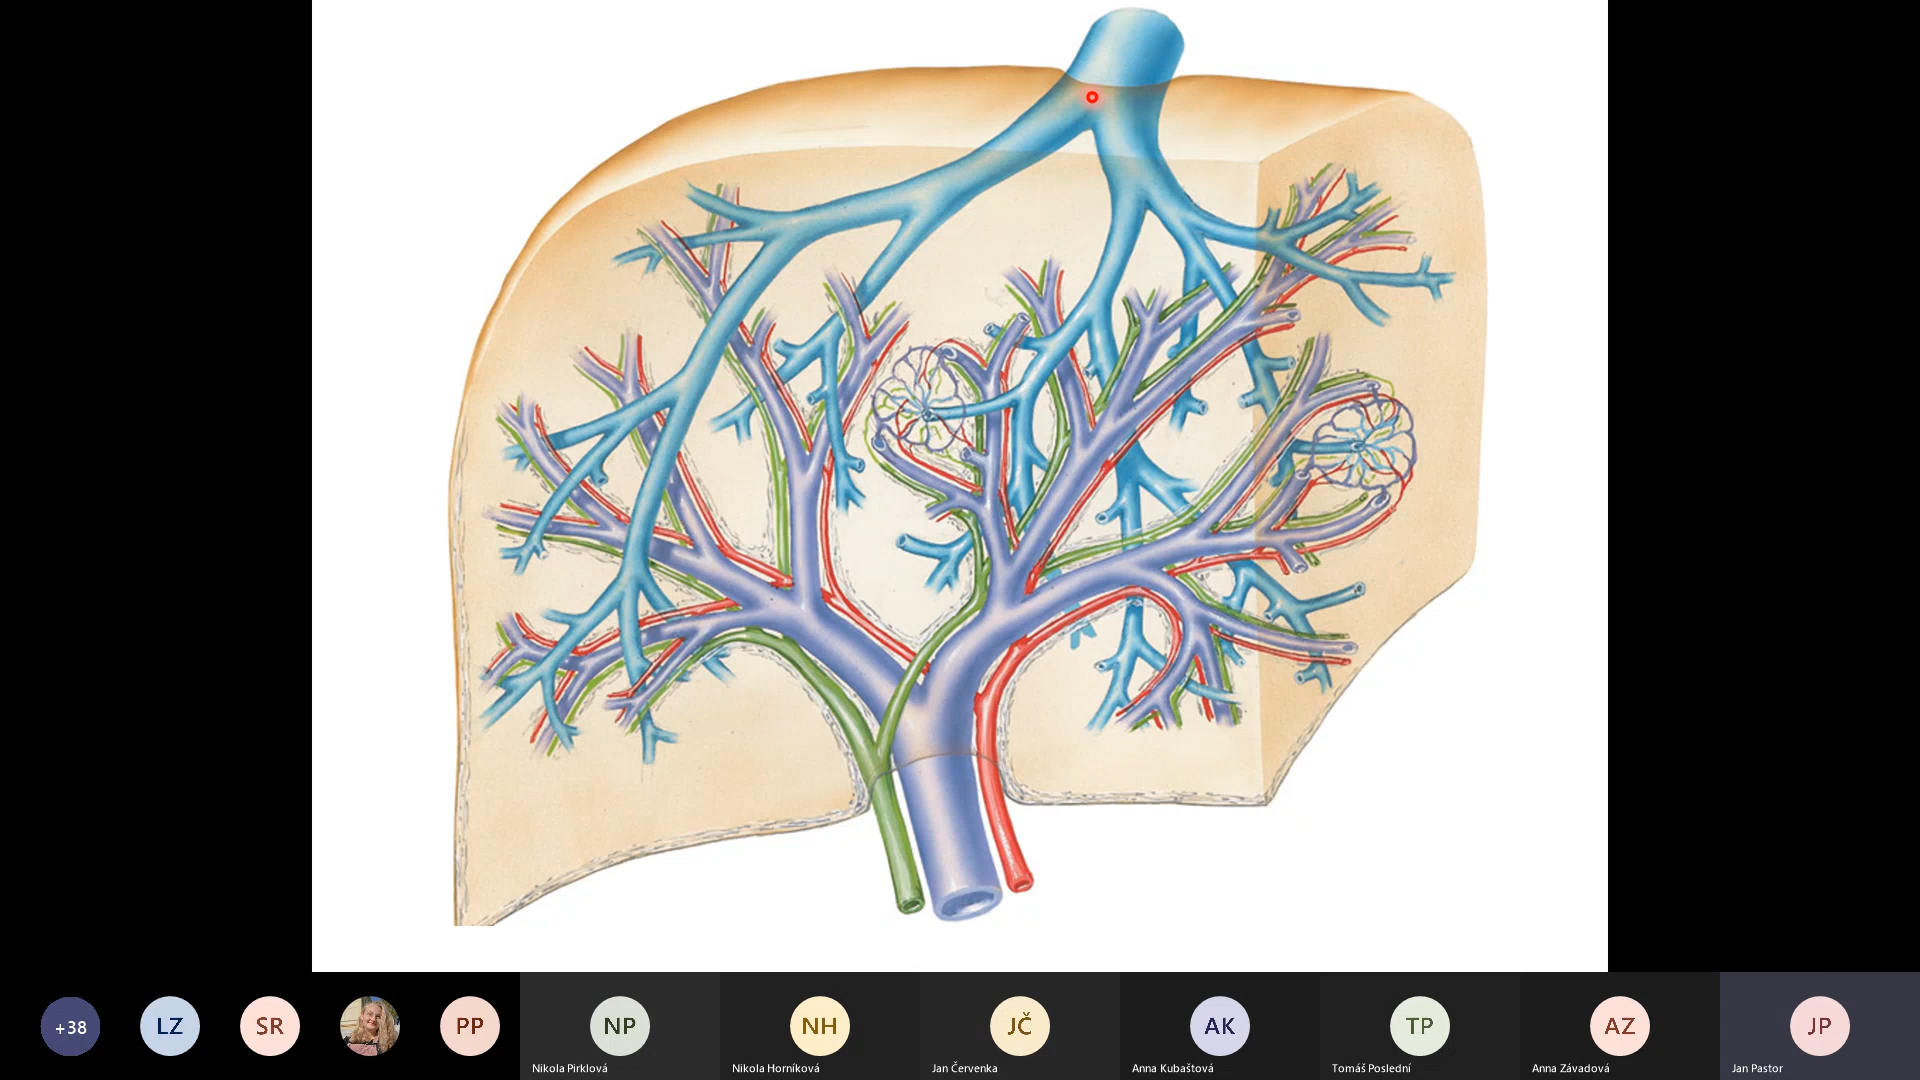 +38
LZ
SR
PP
NP
NH
JČ
AK
TP
AZ
JP
Nikola Pirklová
Nikola Horníková
Jan Červenka
Anna Kubaštová
Tomáš Poslední
Anna Závadová
Jan Pastor